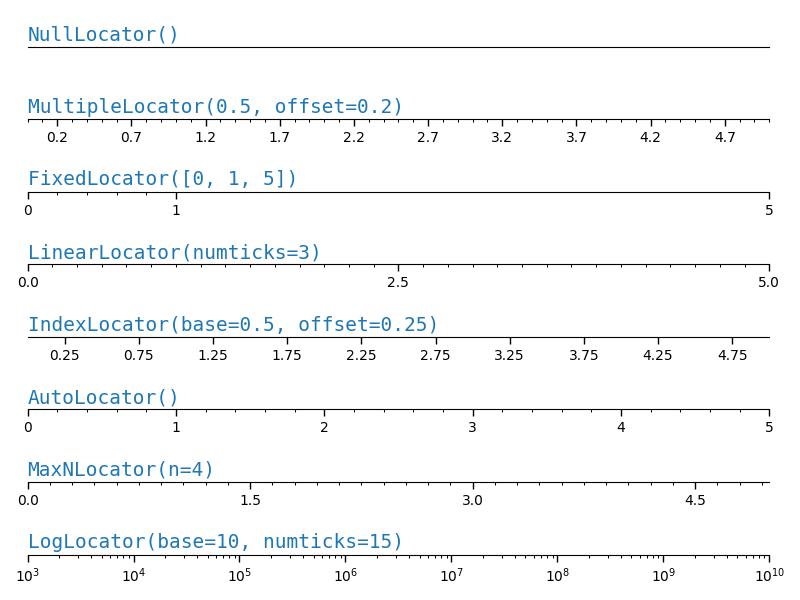 NullLocator()
MultipleLocator(0.5, offset=0.2)
0.2 0.7 1.2 1.7 2.2 2.7 3.2 3.7 4.2 4.7
FixedLocator([0, 1, 5])
0 1 5
LinearLocator(numticks=3)
0.0 2.5 5.0
IndexLocator(base=0.5, offset=0.25)
0.25 0.75 1.25 1.75 2.25 2.75 3.25 3.75 4.25 4.75
AutoLocator()
0 1 2 3 4 5
MaxNLocator(n=4)
0.0 1.5 3.0 4.5
LogLocator(base=10, numticks=15)
10³ 10⁴ 10⁵ 10⁶ 10⁷ 10⁸ 10⁹ 10¹⁰